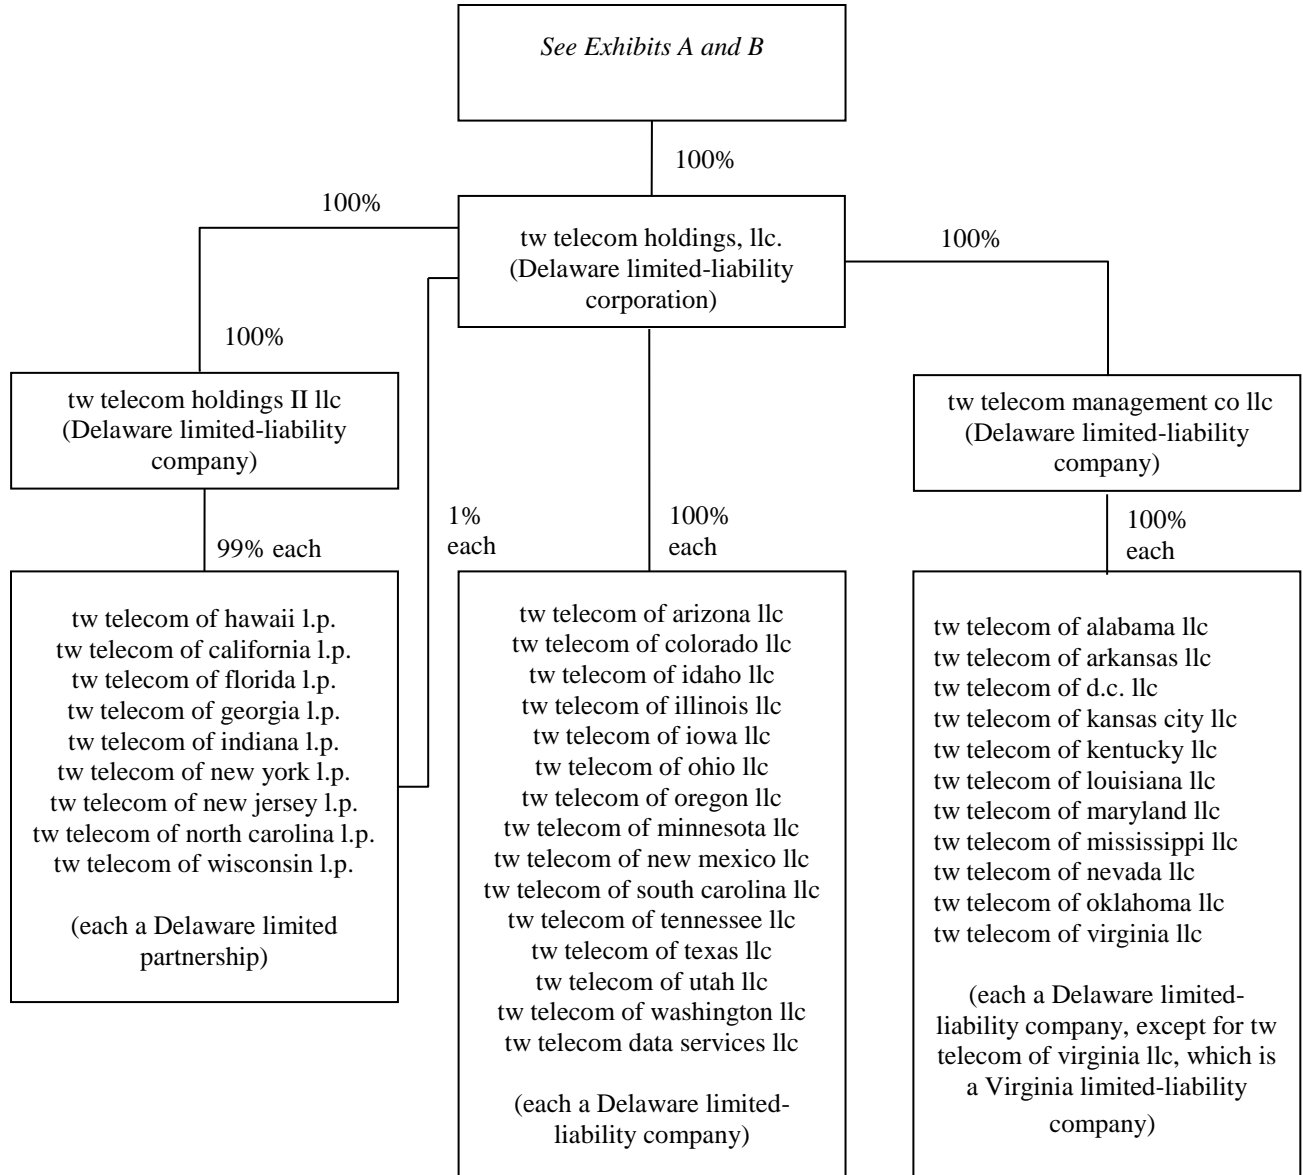 See Exhibits A and B
100%
100%
tw telecom holdings, llc.
(Delaware limited-liability
corporation)
100%
100%
tw telecom holdings II llc
(Delaware limited-liability
company)
tw telecom management co llc
(Delaware limited-liability
company)
99% each
1%
each
100%
each
100%
each
tw telecom of hawaii l.p.
tw telecom of california l.p.
tw telecom of florida l.p.
tw telecom of georgia l.p.
tw telecom of indiana l.p.
tw telecom of new york l.p.
tw telecom of new jersey l.p.
tw telecom of north carolina l.p.
tw telecom of wisconsin l.p.
(each a Delaware limited
partnership)
tw telecom of arizona llc
tw telecom of colorado llc
tw telecom of idaho llc
tw telecom of illinois llc
tw telecom of iowa llc
tw telecom of ohio llc
tw telecom of oregon llc
tw telecom of minnesota llc
tw telecom of new mexico llc
tw telecom of south carolina llc
tw telecom of tennessee llc
tw telecom of texas llc
tw telecom of utah llc
tw telecom of washington llc
tw telecom data services llc
(each a Delaware limited-
liability company)
tw telecom of alabama llc
tw telecom of arkansas llc
tw telecom of d.c. llc
tw telecom of kansas city llc
tw telecom of kentucky llc
tw telecom of louisiana llc
tw telecom of maryland llc
tw telecom of mississippi llc
tw telecom of nevada llc
tw telecom of oklahoma llc
tw telecom of virginia llc
(each a Delaware limited-
liability company, except for tw
telecom of virginia llc, which is
a Virginia limited-liability
company)